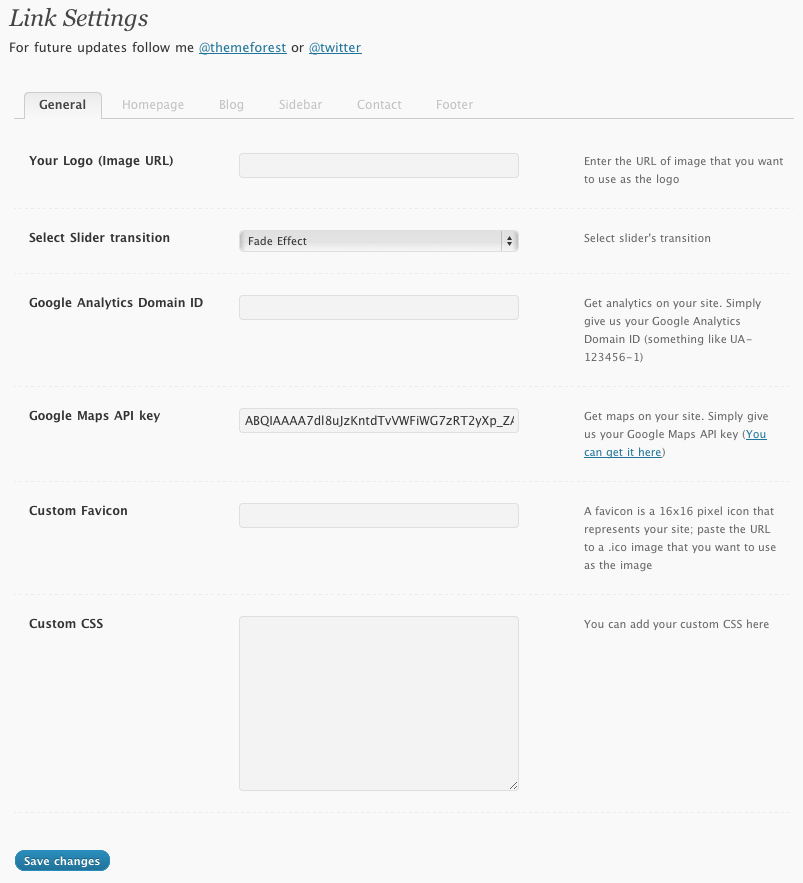 Link Settings
For future updates follow me @themeforest or @twitter
General Homepage Blog Sidebar Contact Footer
Your Logo (Image URL)
Enter the URL of image that you want
to use as the logo
Select Slider transition
Fade Effect
Select slider's transition
Google Analytics Domain ID
Get analytics on your site. Simply
give us your Google Analytics
Domain ID (something like UA-
123456-1)
Google Maps API key
ABQIAAAA7dl8uJzKntdTvVWFiWG7zRT2yXp_ZA
Get maps on your site. Simply give
us your Google Maps API key (You
can get it here)
Custom Favicon
A favicon is a 16x16 pixel icon that
represents your site; paste the URL
to a .ico image that you want to use
as the image
Custom CSS
You can add your custom CSS here
Save changes